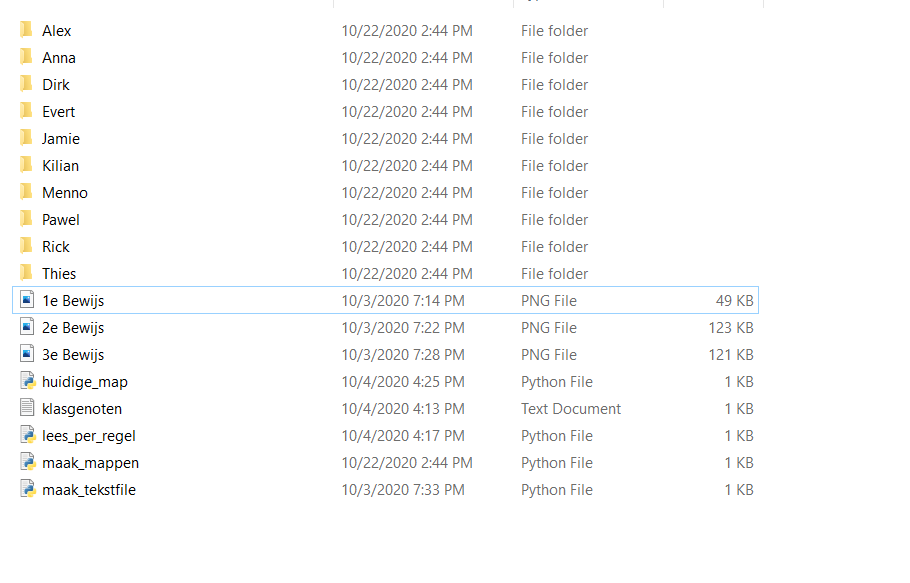 Alex 10/22/2020 2:44 PM File folder
Anna 10/22/2020 2:44 PM File folder
Dirk 10/22/2020 2:44 PM File folder
Evert 10/22/2020 2:44 PM File folder
Jamie 10/22/2020 2:44 PM File folder
Kilian 10/22/2020 2:44 PM File folder
Menno 10/22/2020 2:44 PM File folder
Pawel 10/22/2020 2:44 PM File folder
Rick 10/22/2020 2:44 PM File folder
Thies 10/22/2020 2:44 PM File folder
1e Bewijs 10/3/2020 7:14 PM PNG File 49 KB
2e Bewijs 10/3/2020 7:22 PM PNG File 123 KB
3e Bewijs 10/3/2020 7:28 PM PNG File 121 KB
huidige_map 10/4/2020 4:25 PM Python File 1 KB
klasgenoten 10/4/2020 4:13 PM Text Document 1 KB
lees_per_regel 10/4/2020 4:17 PM Python File 1 KB
maak_mappen 10/22/2020 2:44 PM Python File 1 KB
maak_tekstfile 10/3/2020 7:33 PM Python File 1 KB